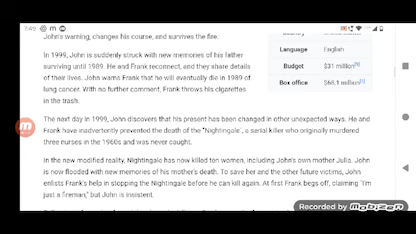 7:49
John's warning, changes his course, and survives the fire.
In 1999, John is suddenly struck with new memories of his father
surviving until 1989. He and Frank reconnect, and they share details
of their lives. John warns Frank that he will eventually die in 1989 of
lung cancer. With no further comment, Frank throws his cigarettes
in the trash.
The next day in 1999, John discovers that his present has been changed in other unexpected ways. He and
Frank have inadvertently prevented the death of the "Nightingale", a serial killer who originally murdered
three nurses in the 1960s and was never caught.
In the new modified reality, Nightingale has now killed ten women, including John's own mother Julia. John
is now flooded with new memories of his mother's death. To save her and the other future victims, John
enlists Frank's help in stopping the Nightingale before he can kill again. At first Frank begs off, claiming "I'm
just a fireman," but John is insistent.
Language English
Budget $31 million
Box office $68.1 million
Recorded by Mobizen